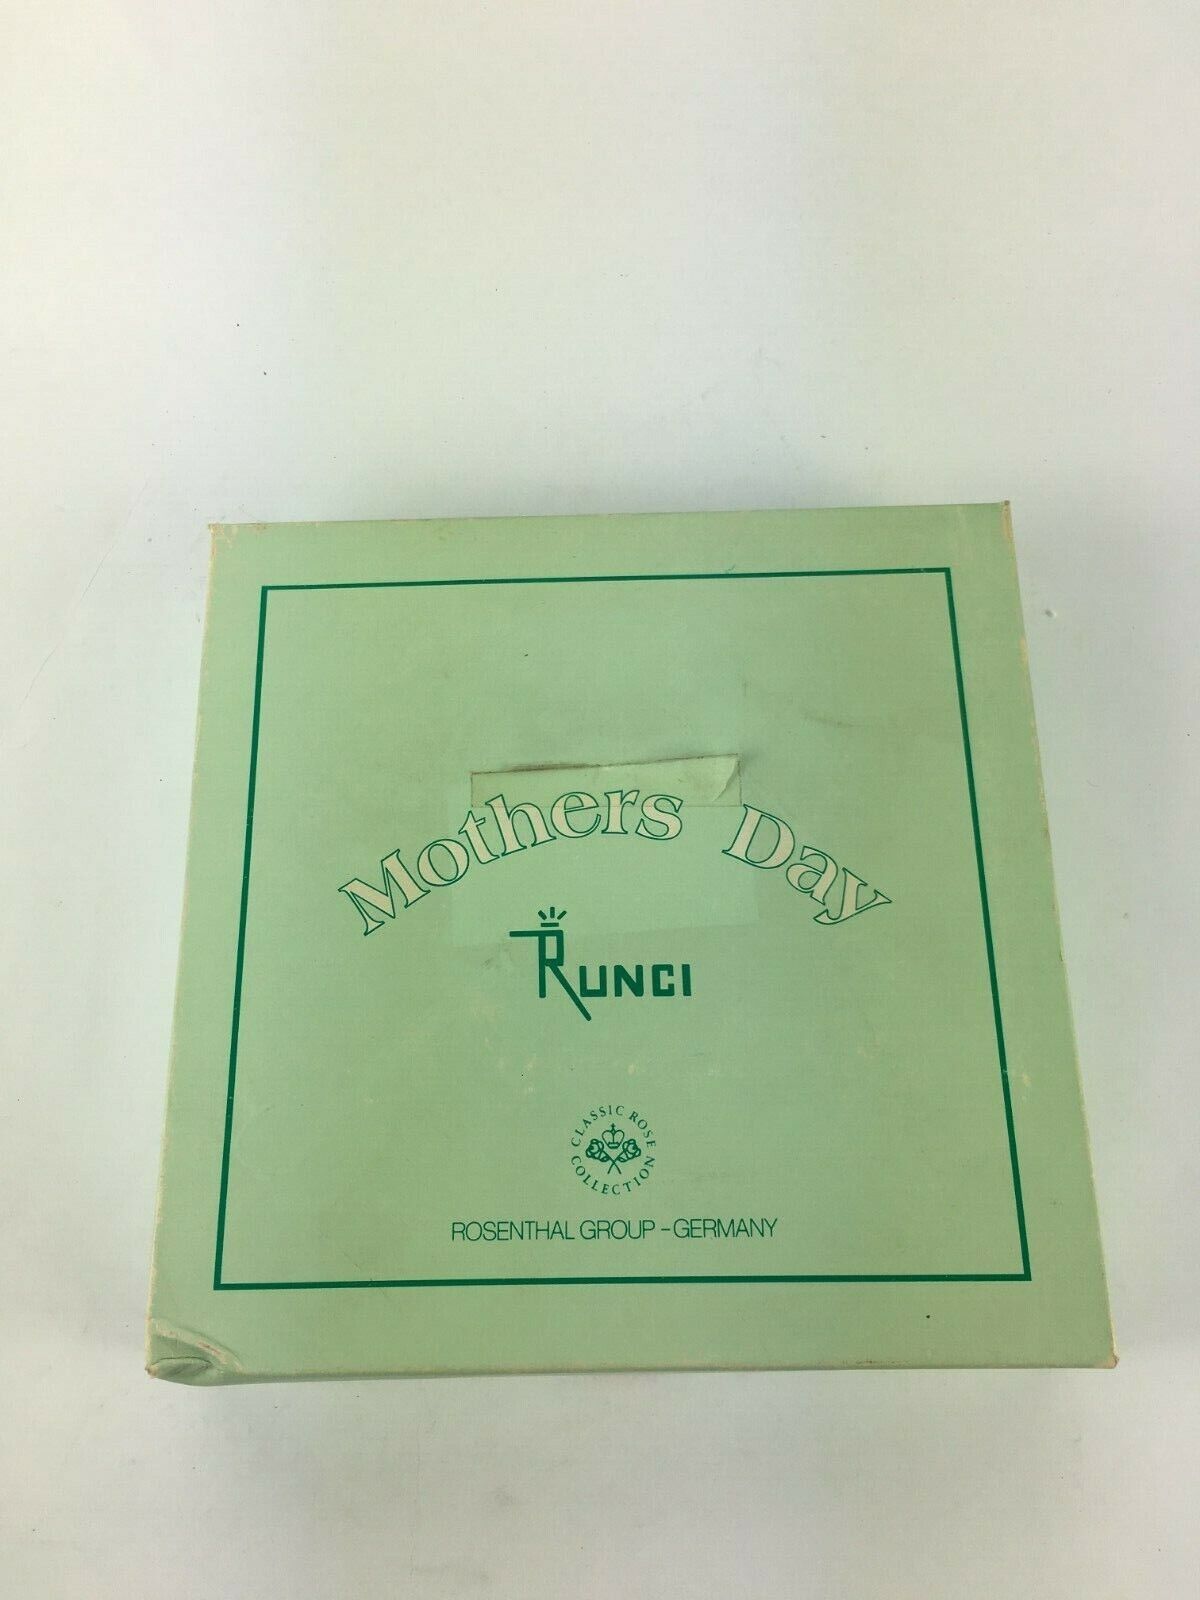 Mothers Day
RUNCI
CLASSIC ROSE
COLLECTION
ROSENTHAL GROUP – GERMANY